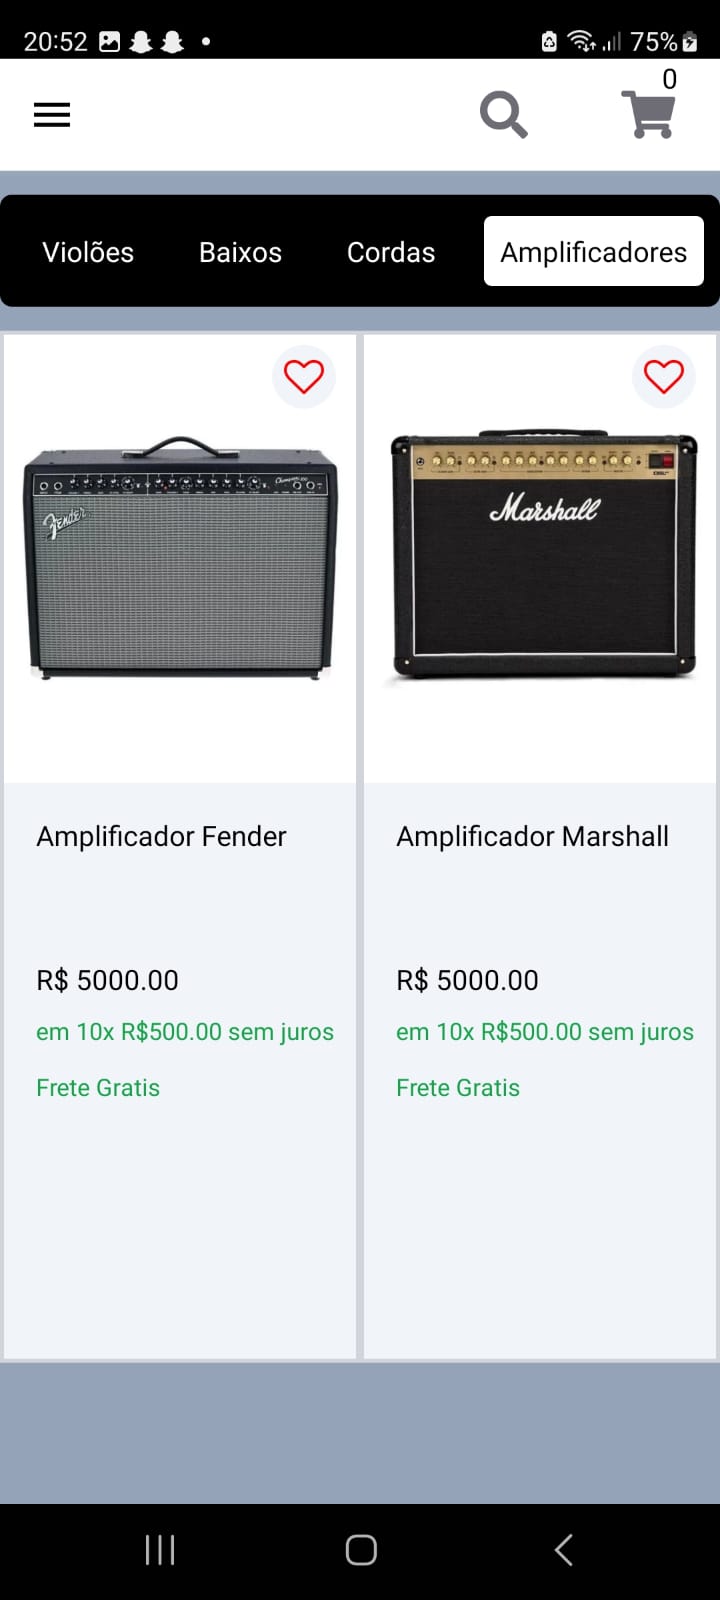 20:52
75%
0
Violões Baixos Cordas Amplificadores
Fender
Marshall
Amplificador Fender
R$ 5000.00
em 10x R$500.00 sem juros
Frete Gratis
Amplificador Marshall
R$ 5000.00
em 10x R$500.00 sem juros
Frete Gratis